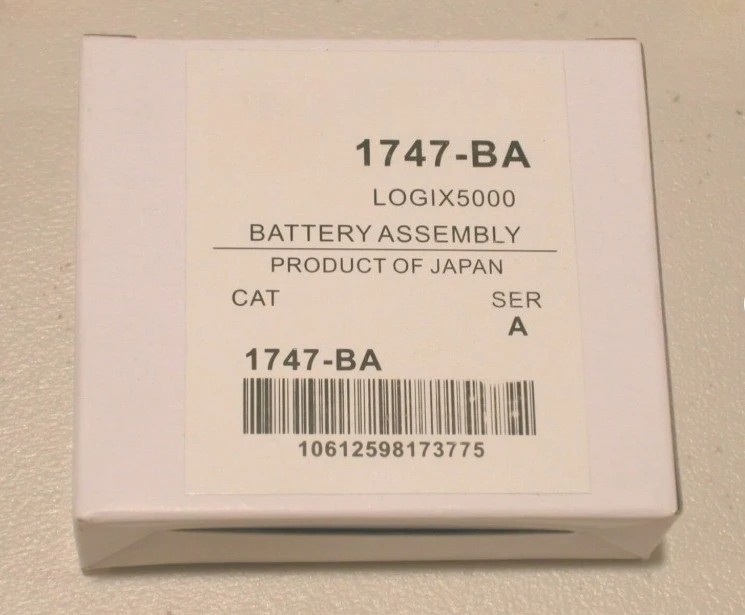 1747-BA
LOGIX5000
BATTERY ASSEMBLY
PRODUCT OF JAPAN
CAT SER
A
1747-BA
10612598173775